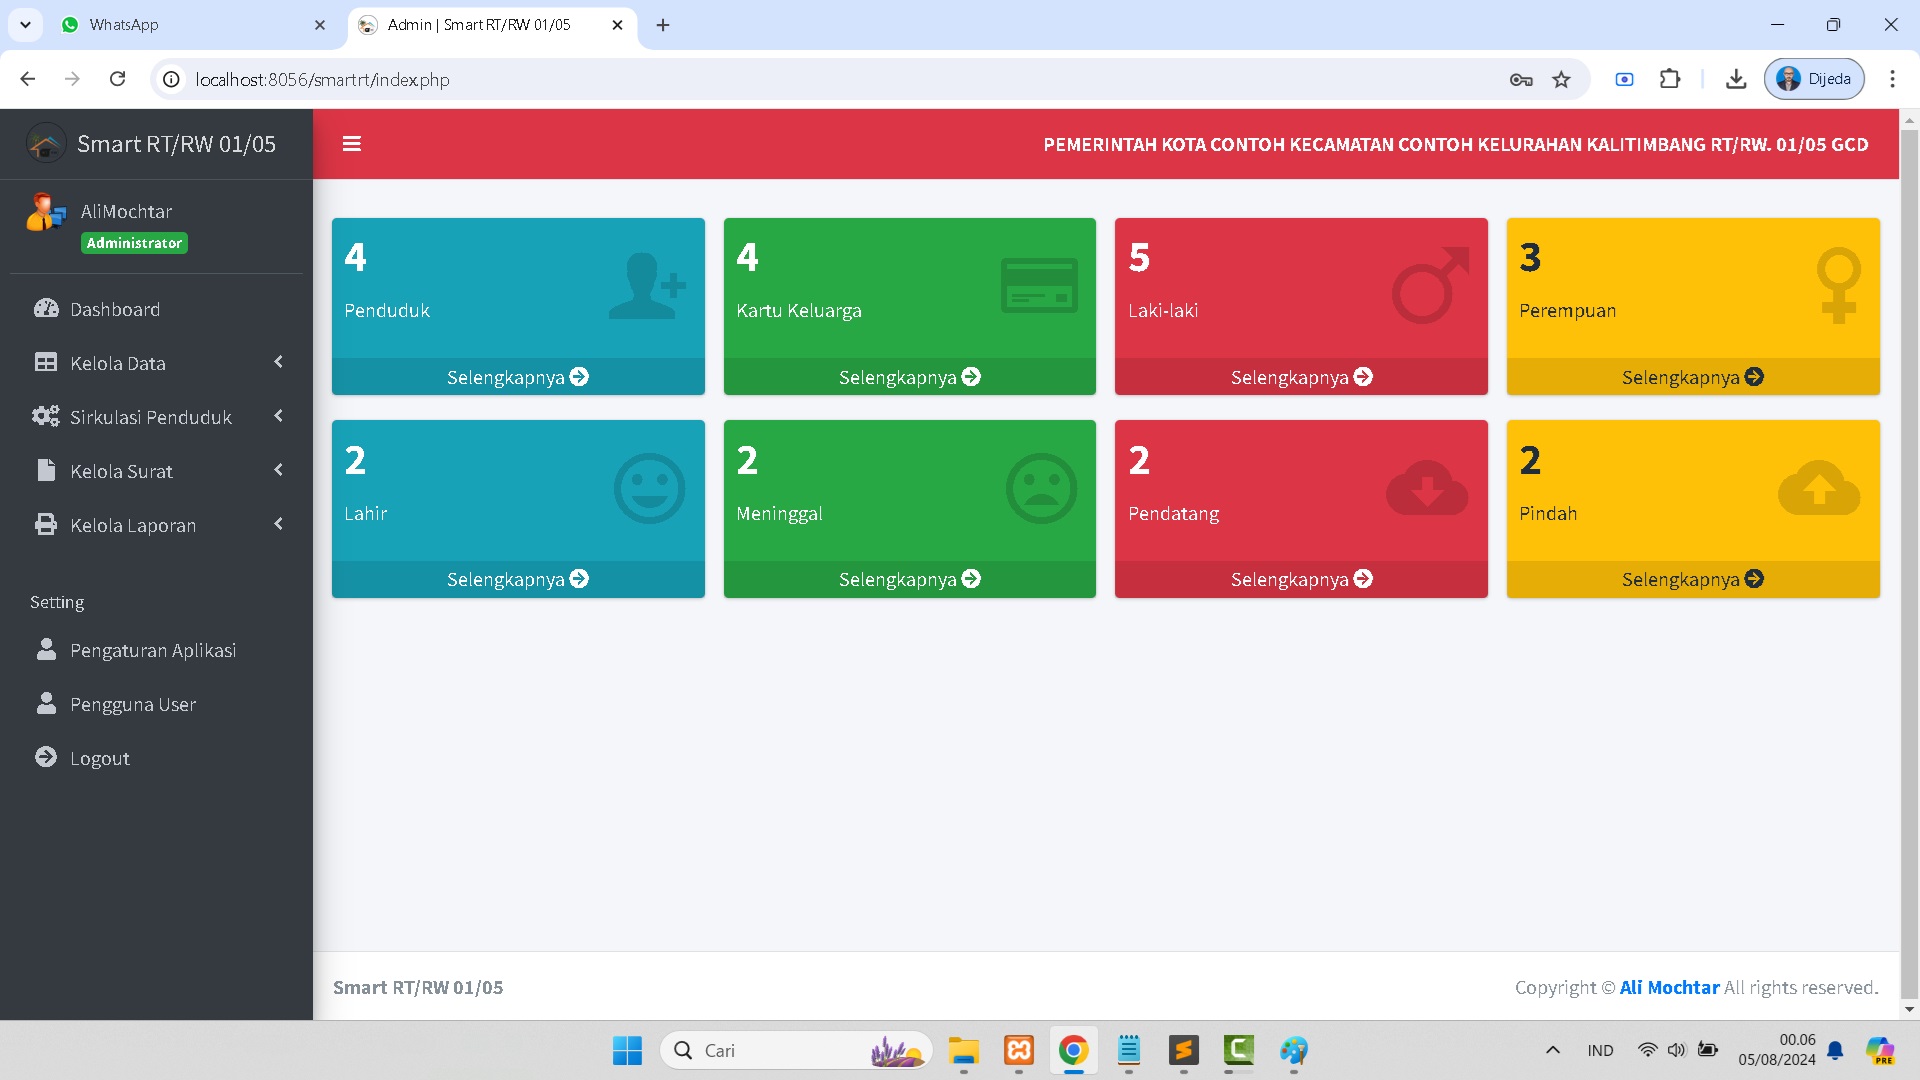 WhatsApp
Admin | Smart RT/RW 01/05
localhost:8056/smartrt/index.php
Dijeda
Smart RT/RW 01/05
PEMERINTAH KOTA CONTOH KECAMATAN CONTOH KELURAHAN KALITIMBANG RT/RW. 01/05 GCD
AliMochtar
Administrator
Dashboard
Kelola Data
Sirkulasi Penduduk
Kelola Surat
Kelola Laporan
Setting
Pengaturan Aplikasi
Pengguna User
Logout
4
Penduduk
Selengkapnya
4
Kartu Keluarga
Selengkapnya
5
Laki-laki
Selengkapnya
3
Perempuan
Selengkapnya
2
Lahir
Selengkapnya
2
Meninggal
Selengkapnya
2
Pendatang
Selengkapnya
2
Pindah
Selengkapnya
Smart RT/RW 01/05
Copyright © Ali Mochtar All rights reserved.
Cari
IND
00.06
05/08/2024
PRE